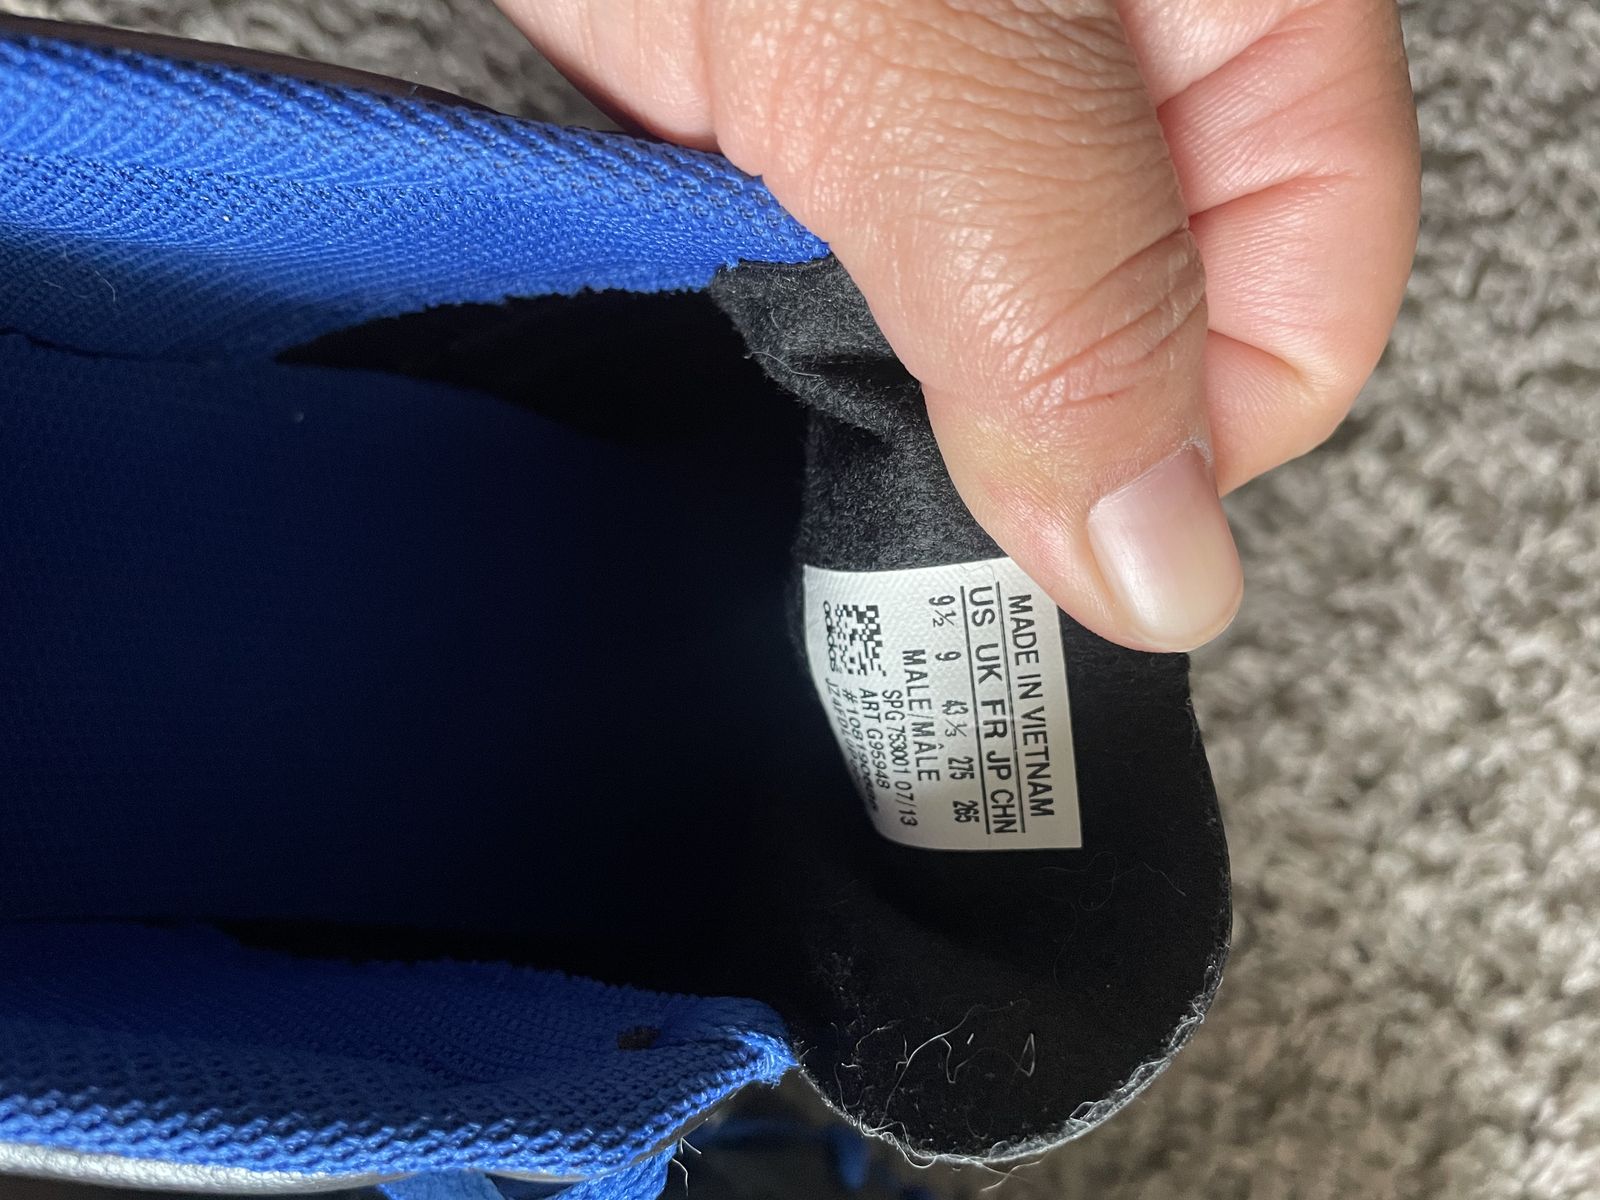 MADE IN VIETNAM
US UK FR JP CHN
9½ 9 43⅓ 275 265
MALE/MÂLE
SPG 753001 07/13
ART G95948
adidas